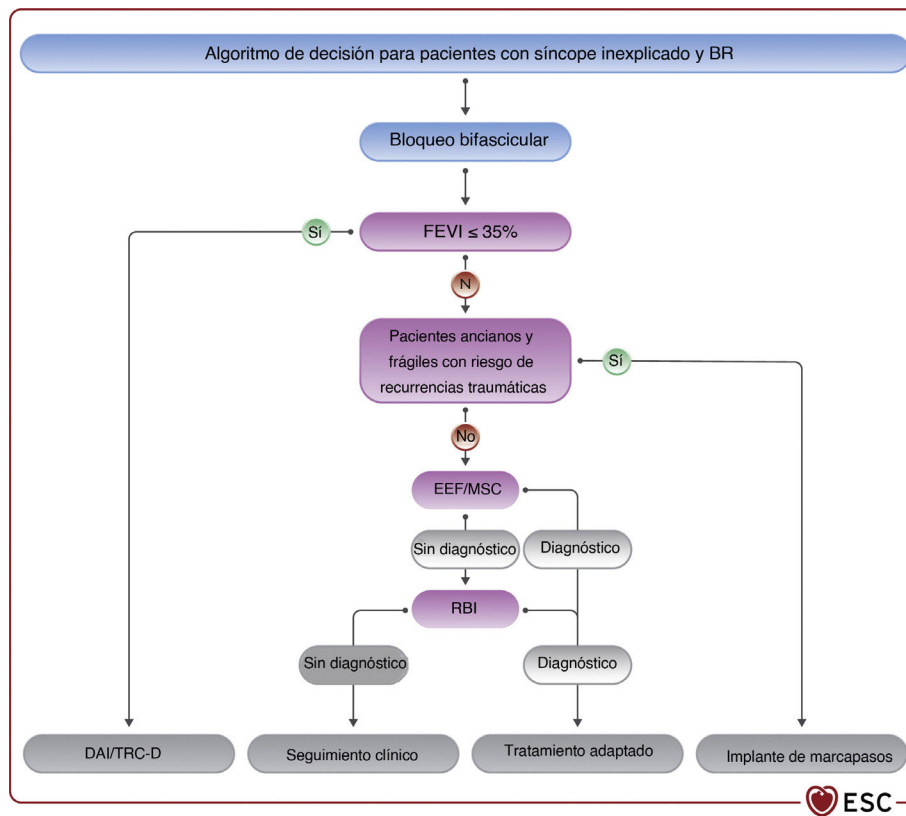 Algoritmo de decisión para pacientes con síncope inexplicado y BR
Bloqueo bifascicular
Sí
FEVI ≤ 35%
N
Pacientes ancianos y
frágiles con riesgo de
recurrencias traumáticas
Sí
No
EEF/MSC
Sin diagnóstico
Diagnóstico
RBI
Sin diagnóstico
Diagnóstico
DAI/TRC-D
Seguimiento clínico
Tratamiento adaptado
Implante de marcapasos
ESC